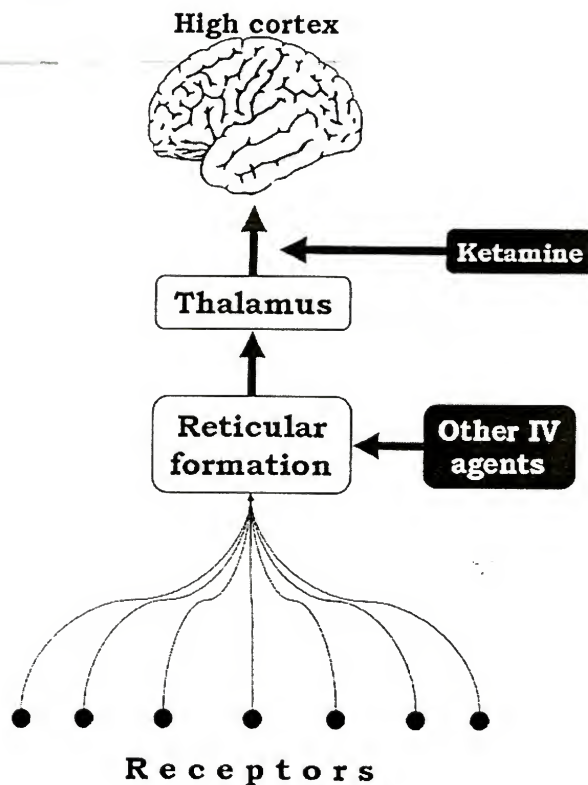 High cortex
Ketamine
Thalamus
Reticular
formation
Other IV
agents
Receptors